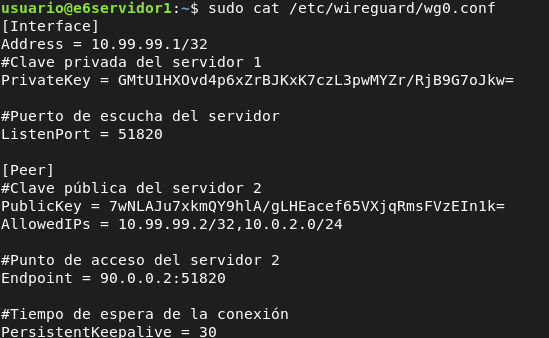 usuario@e6servidor1:~$ sudo cat /etc/wireguard/wg0.conf
[Interface]
Address = 10.99.99.1/32
#Clave privada del servidor 1
PrivateKey = GMtU1HXOvd4p6xZrBJKxK7czL3pwMYZr/RjB9G7oJkw=
#Puerto de escucha del servidor
ListenPort = 51820
[Peer]
#Clave pública del servidor 2
PublicKey = 7wNLAJu7xkmQY9hlA/gLHEacef65VXjqRmsFVzEIn1k=
AllowedIPs = 10.99.99.2/32,10.0.2.0/24
#Punto de acceso del servidor 2
Endpoint = 90.0.0.2:51820
#Tiempo de espera de la conexión
PersistentKeepalive = 30